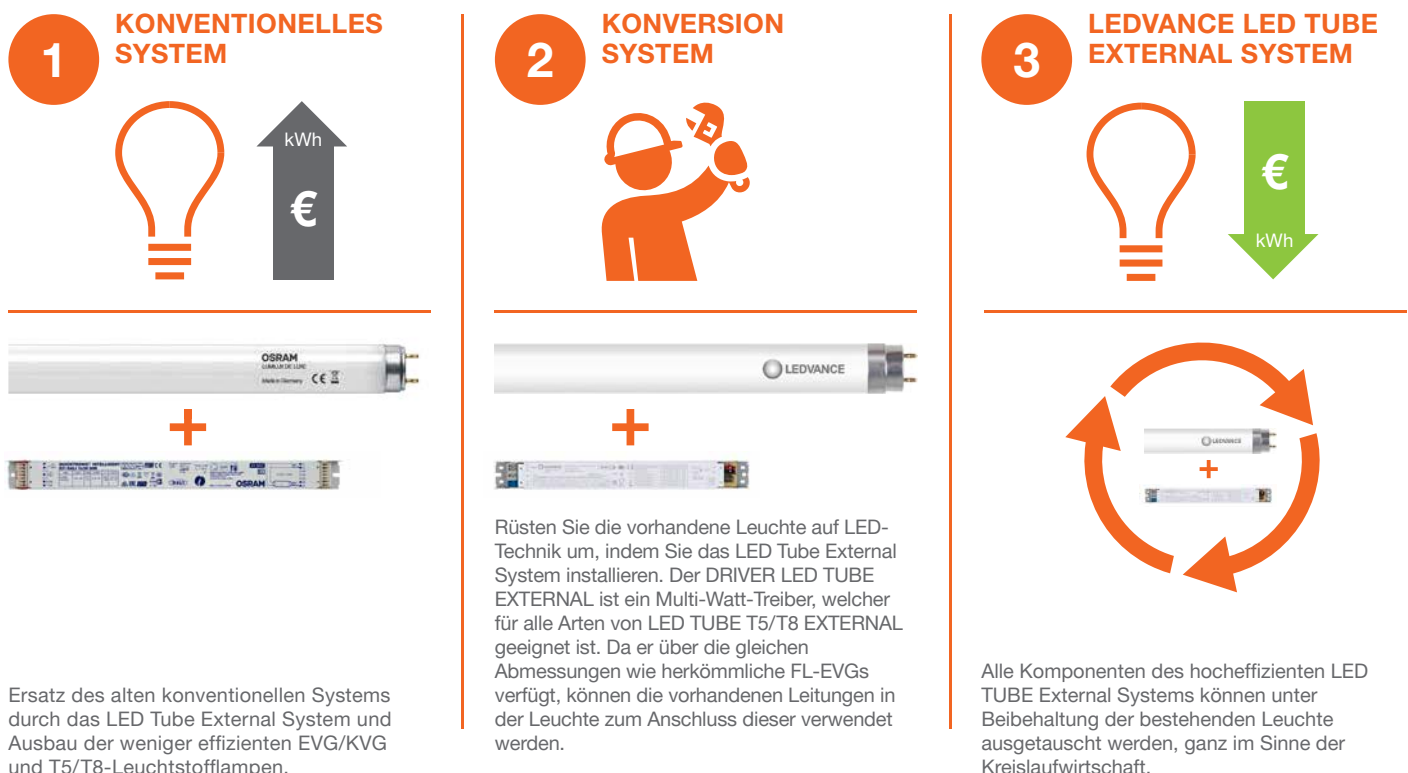 1
KONVENTIONELLES
SYSTEM
kWh
€
OSRAM
LUMILUX DE LUXE
Made in Germany CE
+
OSRAM
Ersatz des alten konventionellen Systems
durch das LED Tube External System und
Ausbau der weniger effizienten EVG/KVG
und T5/T8-Leuchtstofflampen.
2
KONVERSION
SYSTEM
LEDVANCE
+
Rüsten Sie die vorhandene Leuchte auf LED-
Technik um, indem Sie das LED Tube External
System installieren. Der DRIVER LED TUBE
EXTERNAL ist ein Multi-Watt-Treiber, welcher
für alle Arten von LED TUBE T5/T8 EXTERNAL
geeignet ist. Da er über die gleichen
Abmessungen wie herkömmliche FL-EVGs
verfügt, können die vorhandenen Leitungen in
der Leuchte zum Anschluss dieser verwendet
werden.
3
LEDVANCE LED TUBE
EXTERNAL SYSTEM
€
kWh
LEDVANCE
+
Alle Komponenten des hocheffizienten LED
TUBE External Systems können unter
Beibehaltung der bestehenden Leuchte
ausgetauscht werden, ganz im Sinne der
Kreislaufwirtschaft.